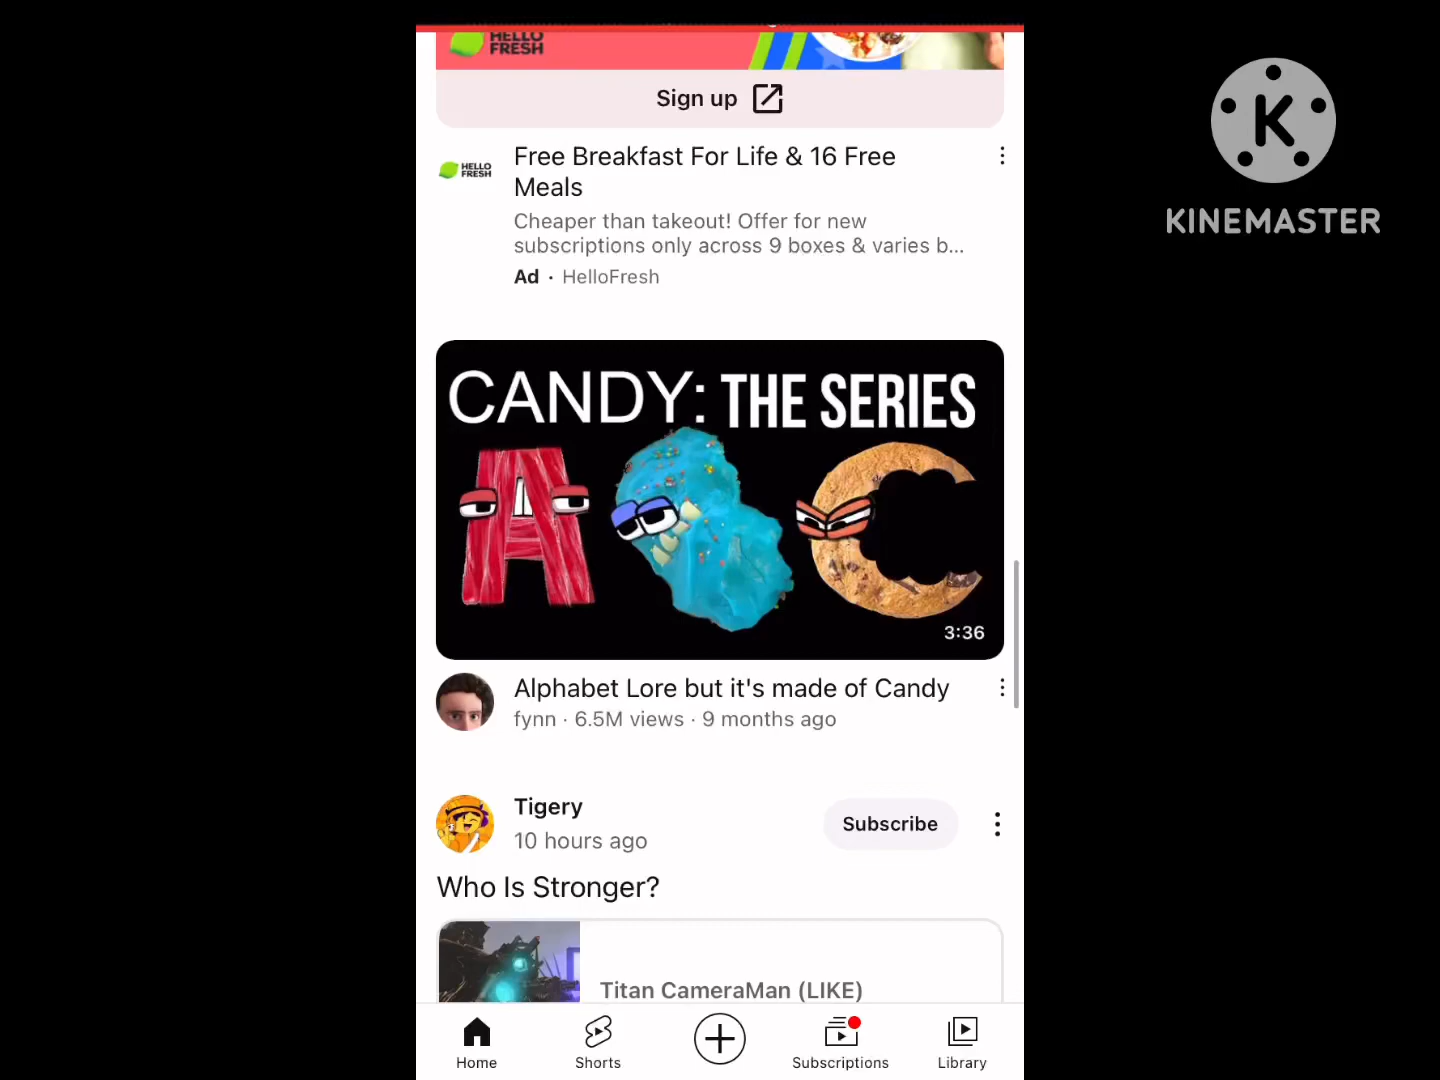 HELLO
FRESH
Sign up
HELLO
FRESH
Free Breakfast For Life & 16 Free
Meals
Cheaper than takeout! Offer for new
subscriptions only across 9 boxes & varies b...
Ad · HelloFresh
CANDY: THE SERIES
A C
3:36
Alphabet Lore but it's made of Candy
fynn · 6.5M views · 9 months ago
Tigery
10 hours ago
Subscribe
Who Is Stronger?
Titan CameraMan (LIKE)
Home
Shorts
Subscriptions
Library
K
KINEMASTER